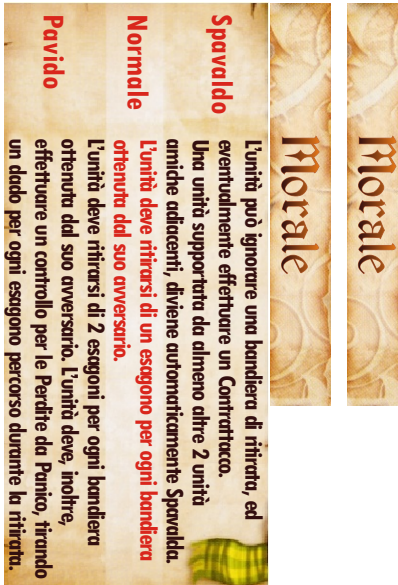 Morale
Morale
Spavaldo
L'unità può ignorare una bandiera di ritirata, ed
eventualmente effettuare un Contrattacco.
Una unità supportata da almeno altre 2 unità
amiche adiacenti, diviene automaticamente Spavalda.
Normale
L'unità deve ritirarsi di un esagono per ogni bandiera
ottenuta dal suo avversario.
Pavido
L'unità deve ritirarsi di 2 esagoni per ogni bandiera
ottenuta dal suo avversario. L'unità deve, inoltre,
effettuare un controllo per le Perdite da Panico, tirando
un dado per ogni esagono percorso durante la ritirata.